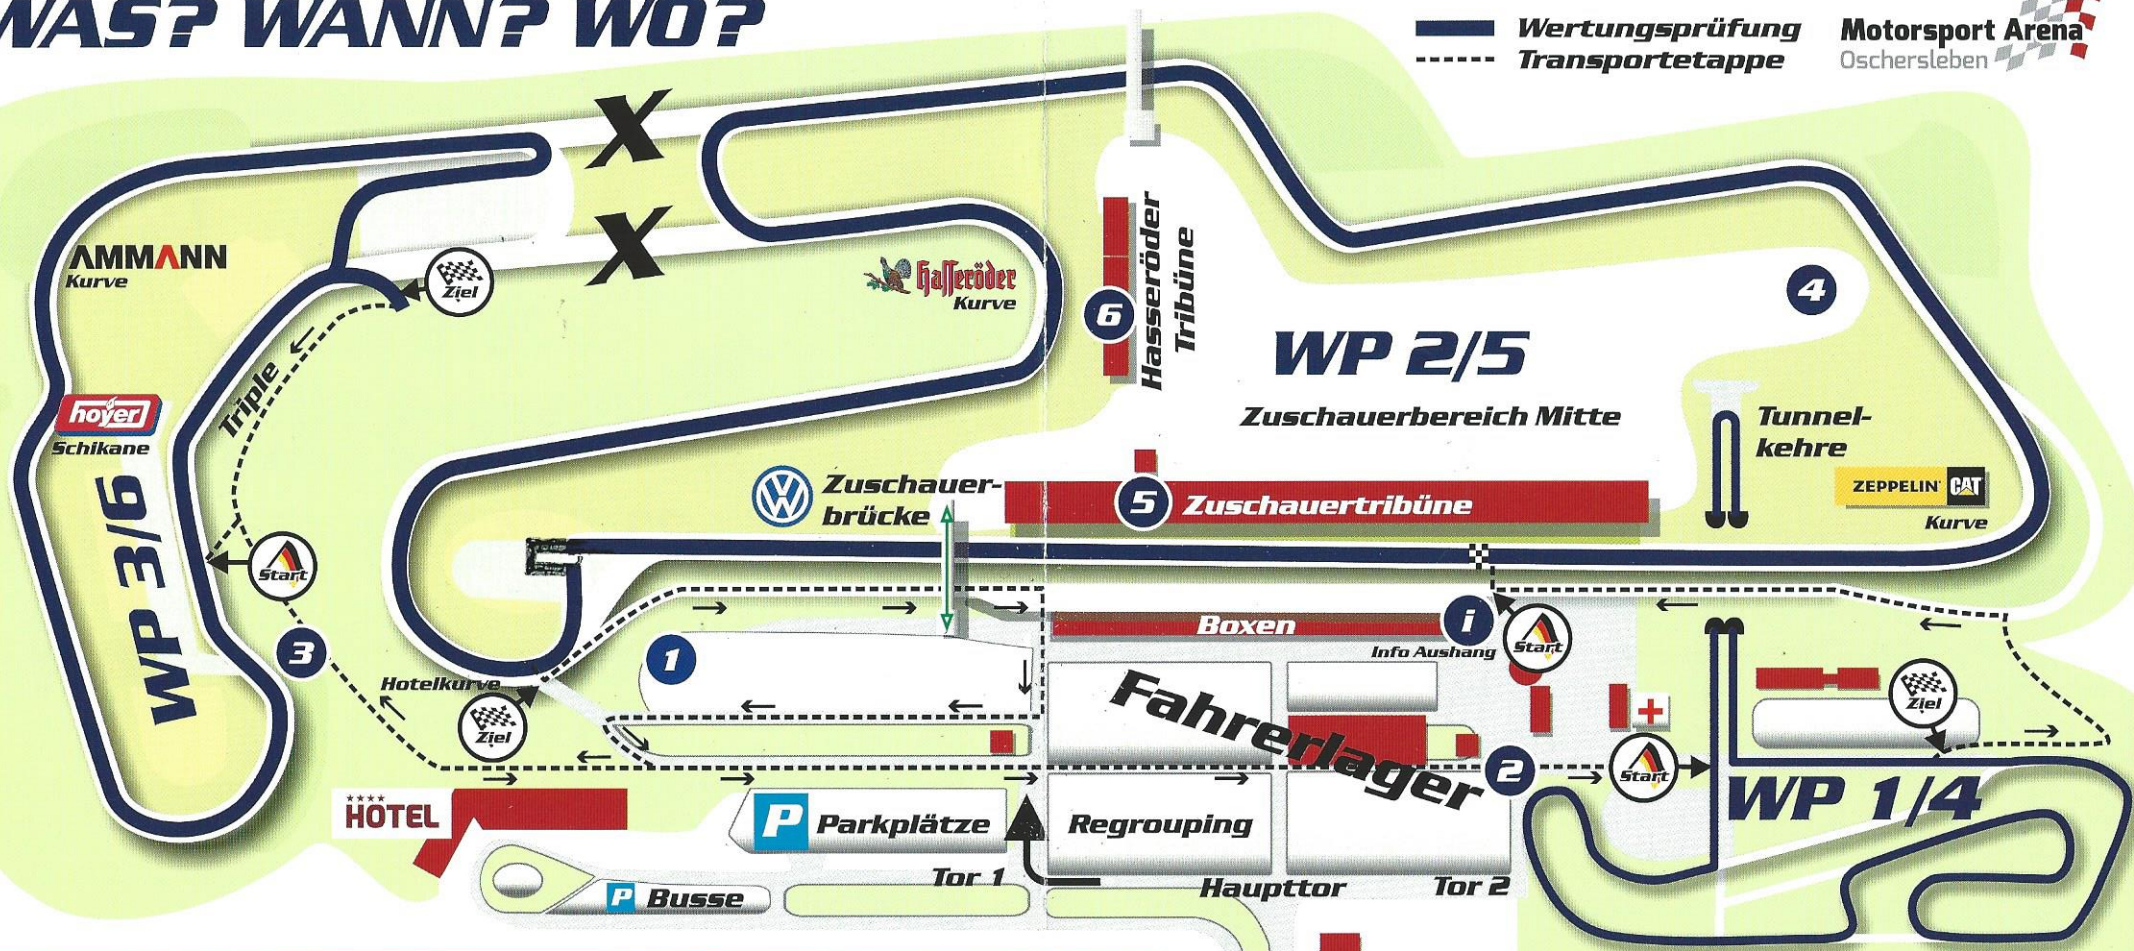 WAS? WANN? WO?
Wertungsprüfung
Transportetappe
Motorsport Arena
Oschersleben
X
X
AMMANN
Kurve
Ziel
Hasseröder
Kurve
6
Hasseröder
Tribüne
4
WP 2/5
Zuschauerbereich Mitte
Triple
hoyer
Schikane
WP 3/6
Tunnel-
kehre
ZEPPELIN CAT
Kurve
Zuschauer-
brücke
5
Zuschauertribüne
Start
3
1
Hotelkurve
Ziel
Boxen
i
Info Aushang
Start
Fahrerlager
2
Start
Ziel
WP 1/4
HOTEL
P
Parkplätze
Regrouping
Tor 1
Haupttor
Tor 2
P
Busse